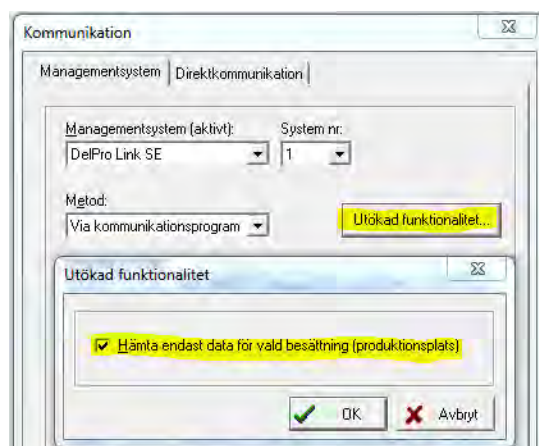 Kommunikation
Managementsystem Direktkommunikation
Managementsystem (aktivt): System nr:
DelPro Link SE 1
Metod:
Via kommunikationsprogram Utökad funktionalitet...
Utökad funktionalitet
Hämta endast data för vald besättning (produktionsplats)
OK Avbryt